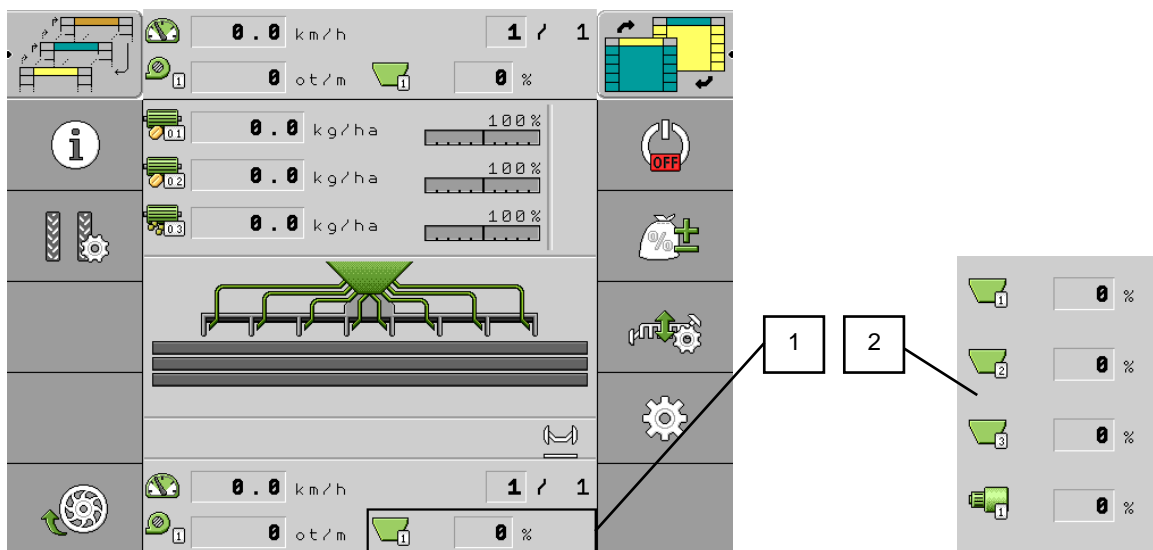 0.0 km/h 1 / 1
1 0 ot/m 1 0 %
01 0.0 kg/ha 100%
02 0.0 kg/ha 100%
03 0.0 kg/ha 100%
i
OFF
%
0.0 km/h 1 / 1
1 0 ot/m 1 0 %
1 2
1 0 %
2 0 %
3 0 %
1 0 %